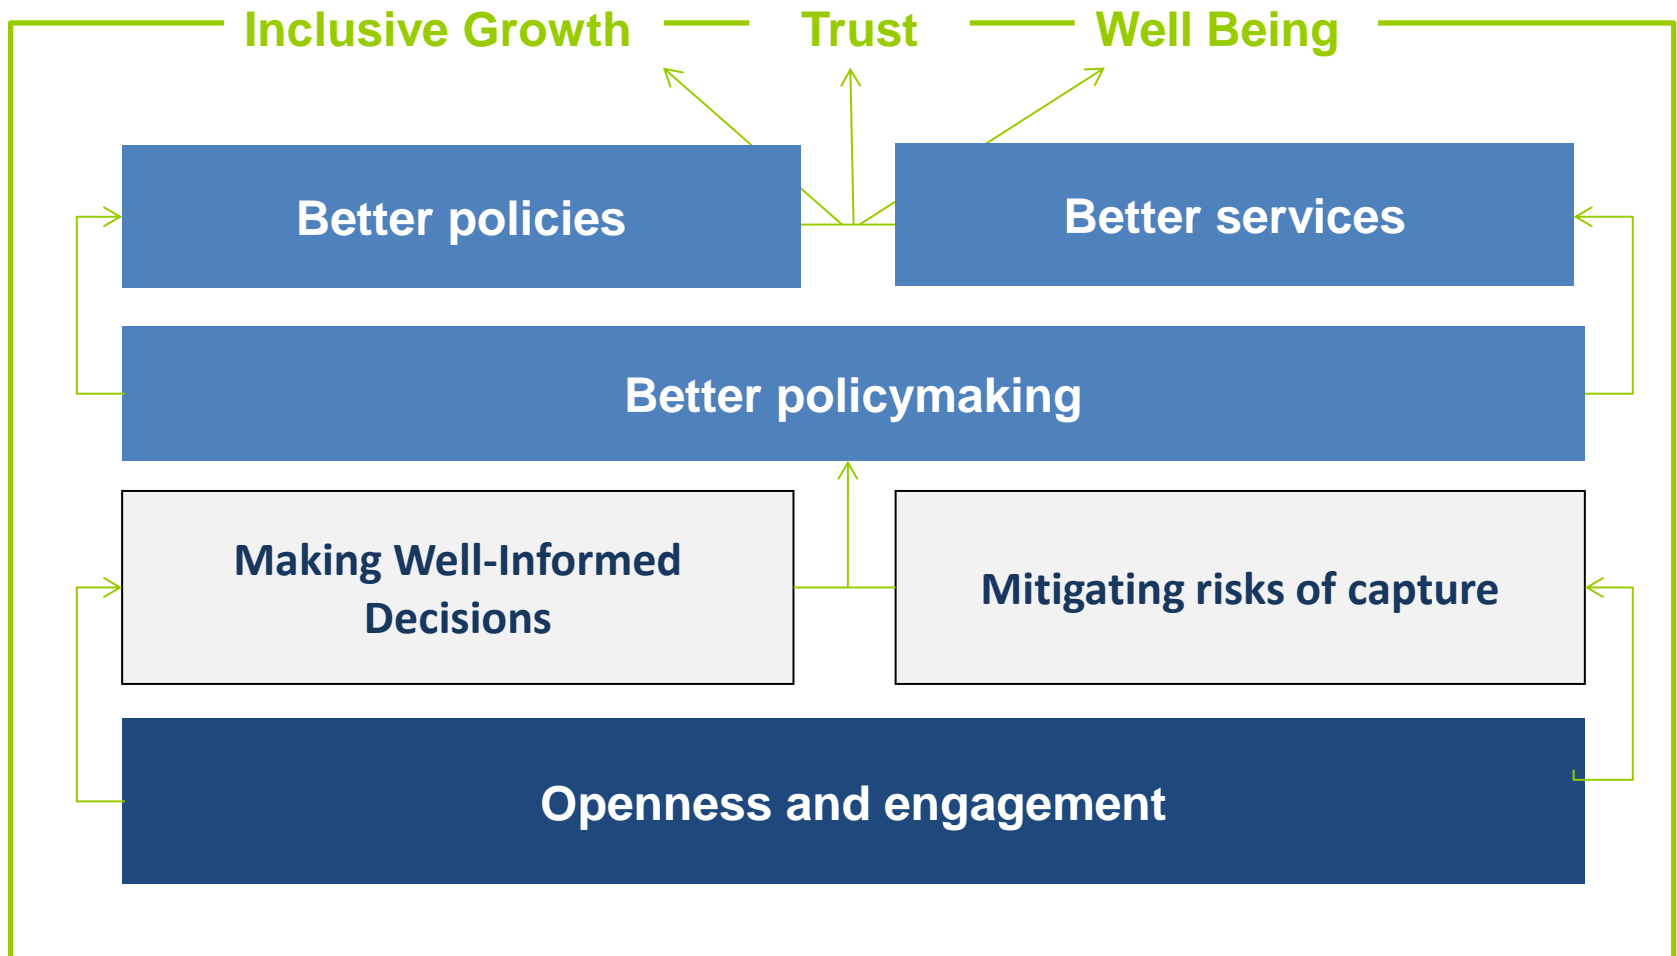 Inclusive Growth Trust Well Being
Better policies
Better services
Better policymaking
Making Well-Informed
Decisions
Mitigating risks of capture
Openness and engagement